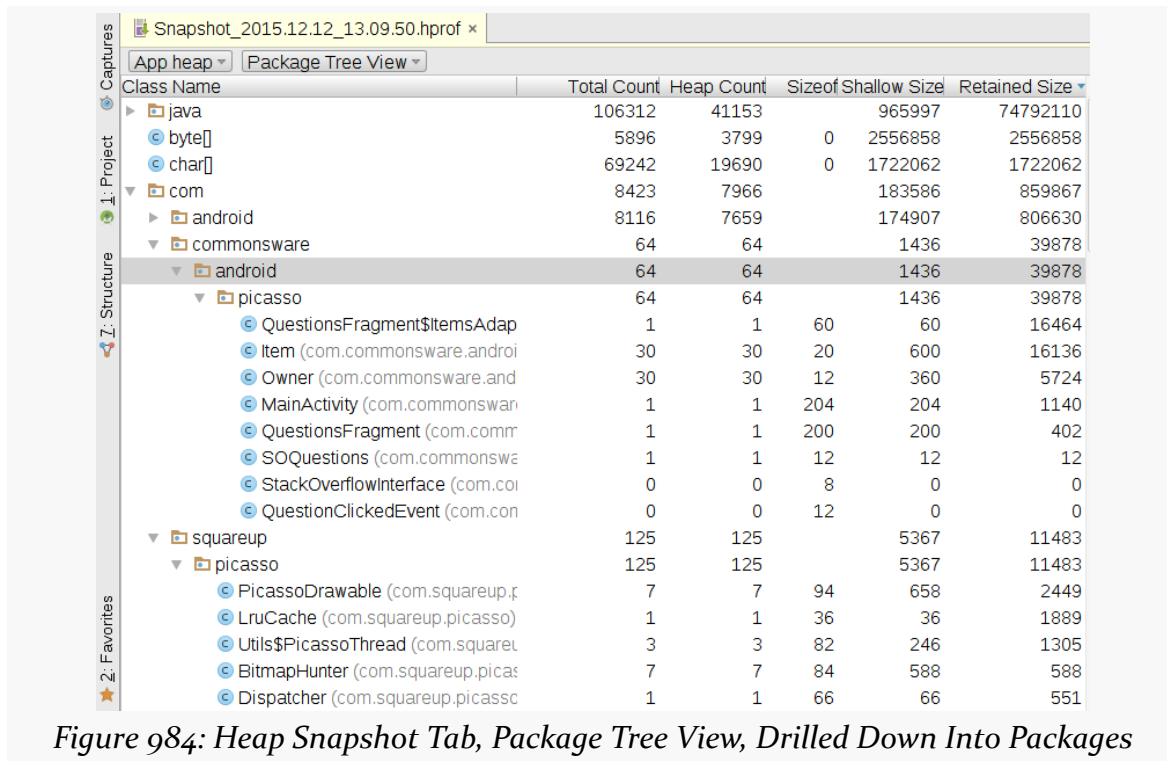 Snapshot_2015.12.12_13.09.50.hprof ×
App heap Package Tree View
Class Name Total Count Heap Count Sizeof Shallow Size Retained Size
java 106312 41153 965997 74792110
byte[] 5896 3799 0 2556858 2556858
char[] 69242 19690 0 1722062 1722062
com 8423 7966 183586 859867
android 8116 7659 174907 806630
commonsware 64 64 1436 39878
android 64 64 1436 39878
picasso 64 64 1436 39878
QuestionsFragment$ItemsAdap 1 1 60 60 16464
Item (com.commonsware.androi 30 30 20 600 16136
Owner (com.commonsware.and 30 30 12 360 5724
MainActivity (com.commonsware 1 1 204 204 1140
QuestionsFragment (com.comm 1 1 200 200 402
SOQuestions (com.commonswa 1 1 12 12 12
StackOverflowInterface (com.co 0 0 8 0 0
QuestionClickedEvent (com.con 0 0 12 0 0
squareup 125 125 5367 11483
picasso 125 125 5367 11483
PicassoDrawable (com.squareup.p 7 7 94 658 2449
LruCache (com.squareup.picasso) 1 1 36 36 1889
Utils$PicassoThread (com.squareu 3 3 82 246 1305
BitmapHunter (com.squareup.picas 7 7 84 588 588
Dispatcher (com.squareup.picasso 1 1 66 66 551
Captures
1: Project
7: Structure
2: Favorites
Figure 984: Heap Snapshot Tab, Package Tree View, Drilled Down Into Packages